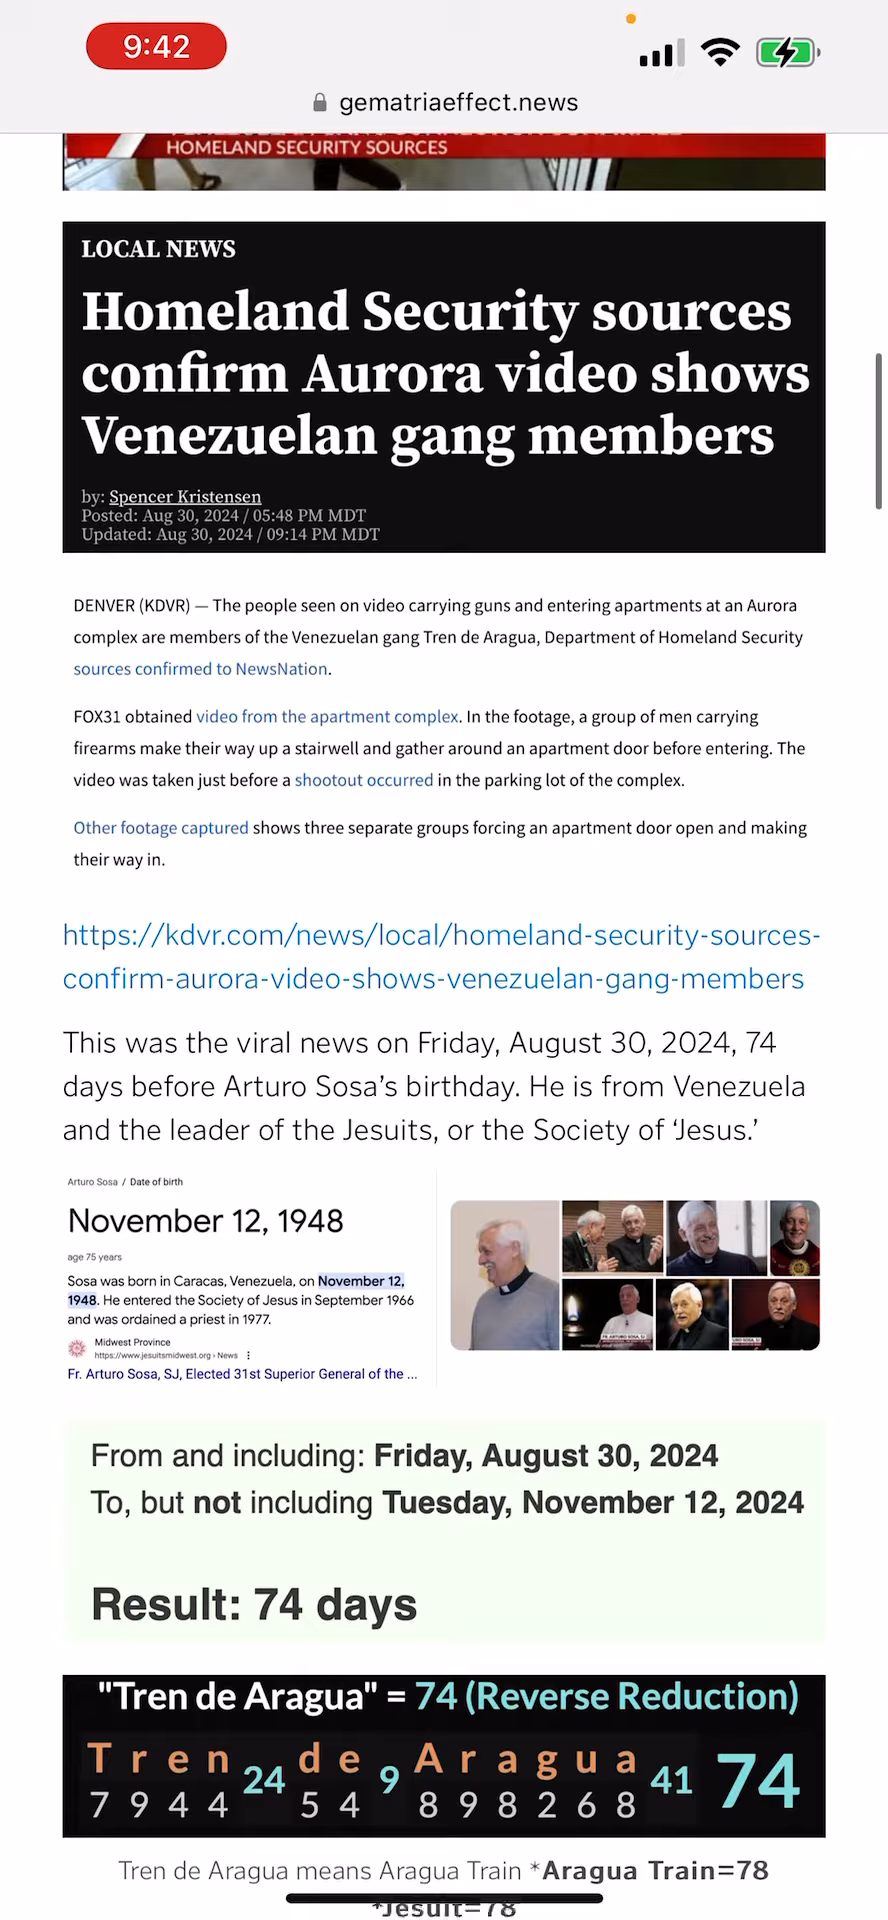 9:42
gematriaeffect.news
HOMELAND SECURITY SOURCES
LOCAL NEWS
Homeland Security sources
confirm Aurora video shows
Venezuelan gang members
by: Spencer Kristensen
Posted: Aug 30, 2024 / 05:48 PM MDT
Updated: Aug 30, 2024 / 09:14 PM MDT
DENVER (KDVR) — The people seen on video carrying guns and entering apartments at an Aurora
complex are members of the Venezuelan gang Tren de Aragua, Department of Homeland Security
sources confirmed to NewsNation.
FOX31 obtained video from the apartment complex. In the footage, a group of men carrying
firearms make their way up a stairwell and gather around an apartment door before entering. The
video was taken just before a shootout occurred in the parking lot of the complex.
Other footage captured shows three separate groups forcing an apartment door open and making
their way in.
https://kdvr.com/news/local/homeland-security-sources-
confirm-aurora-video-shows-venezuelan-gang-members
This was the viral news on Friday, August 30, 2024, 74
days before Arturo Sosa’s birthday. He is from Venezuela
and the leader of the Jesuits, or the Society of ‘Jesus.’
Arturo Sosa / Date of birth
November 12, 1948
age 75 years
Sosa was born in Caracas, Venezuela, on November 12,
1948. He entered the Society of Jesus in September 1966
and was ordained a priest in 1977.
Midwest Province
https://www.jesuitsmidwest.org › News
Fr. Arturo Sosa, SJ, Elected 31st Superior General of the ...
From and including: Friday, August 30, 2024
To, but not including Tuesday, November 12, 2024
Result: 74 days
"Tren de Aragua" = 74 (Reverse Reduction)
T r e n 24 d e 9 A r a g u a 41 74
7 9 4 4 5 4 8 9 8 2 6 8
Tren de Aragua means Aragua Train *Aragua Train=78
*Jesuit=78